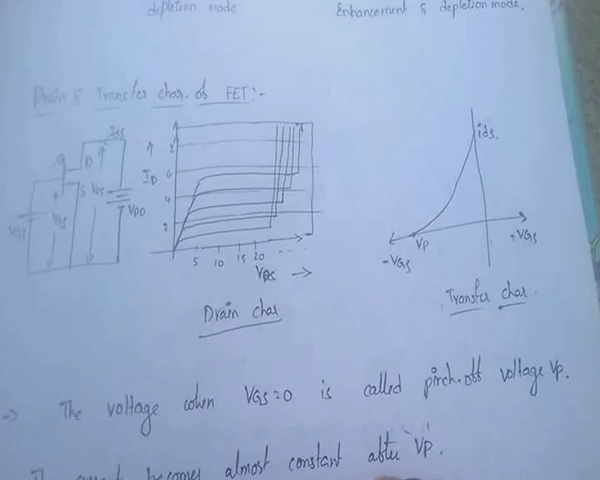 depletion mode
Enhancement & depletion mode.
Drain & Transfer char. of FET:-
Ids
G
D
S
VDS
VGS
VDD
ID
2
6
4
2
5 10 15 20 ...
VDS →
Drain char
ids.
VP
-VGS
+VGS
Transfer char.
→ The voltage when VGS=0 is called pinch-off voltage VP.
becomes almost constant after 'VP'.